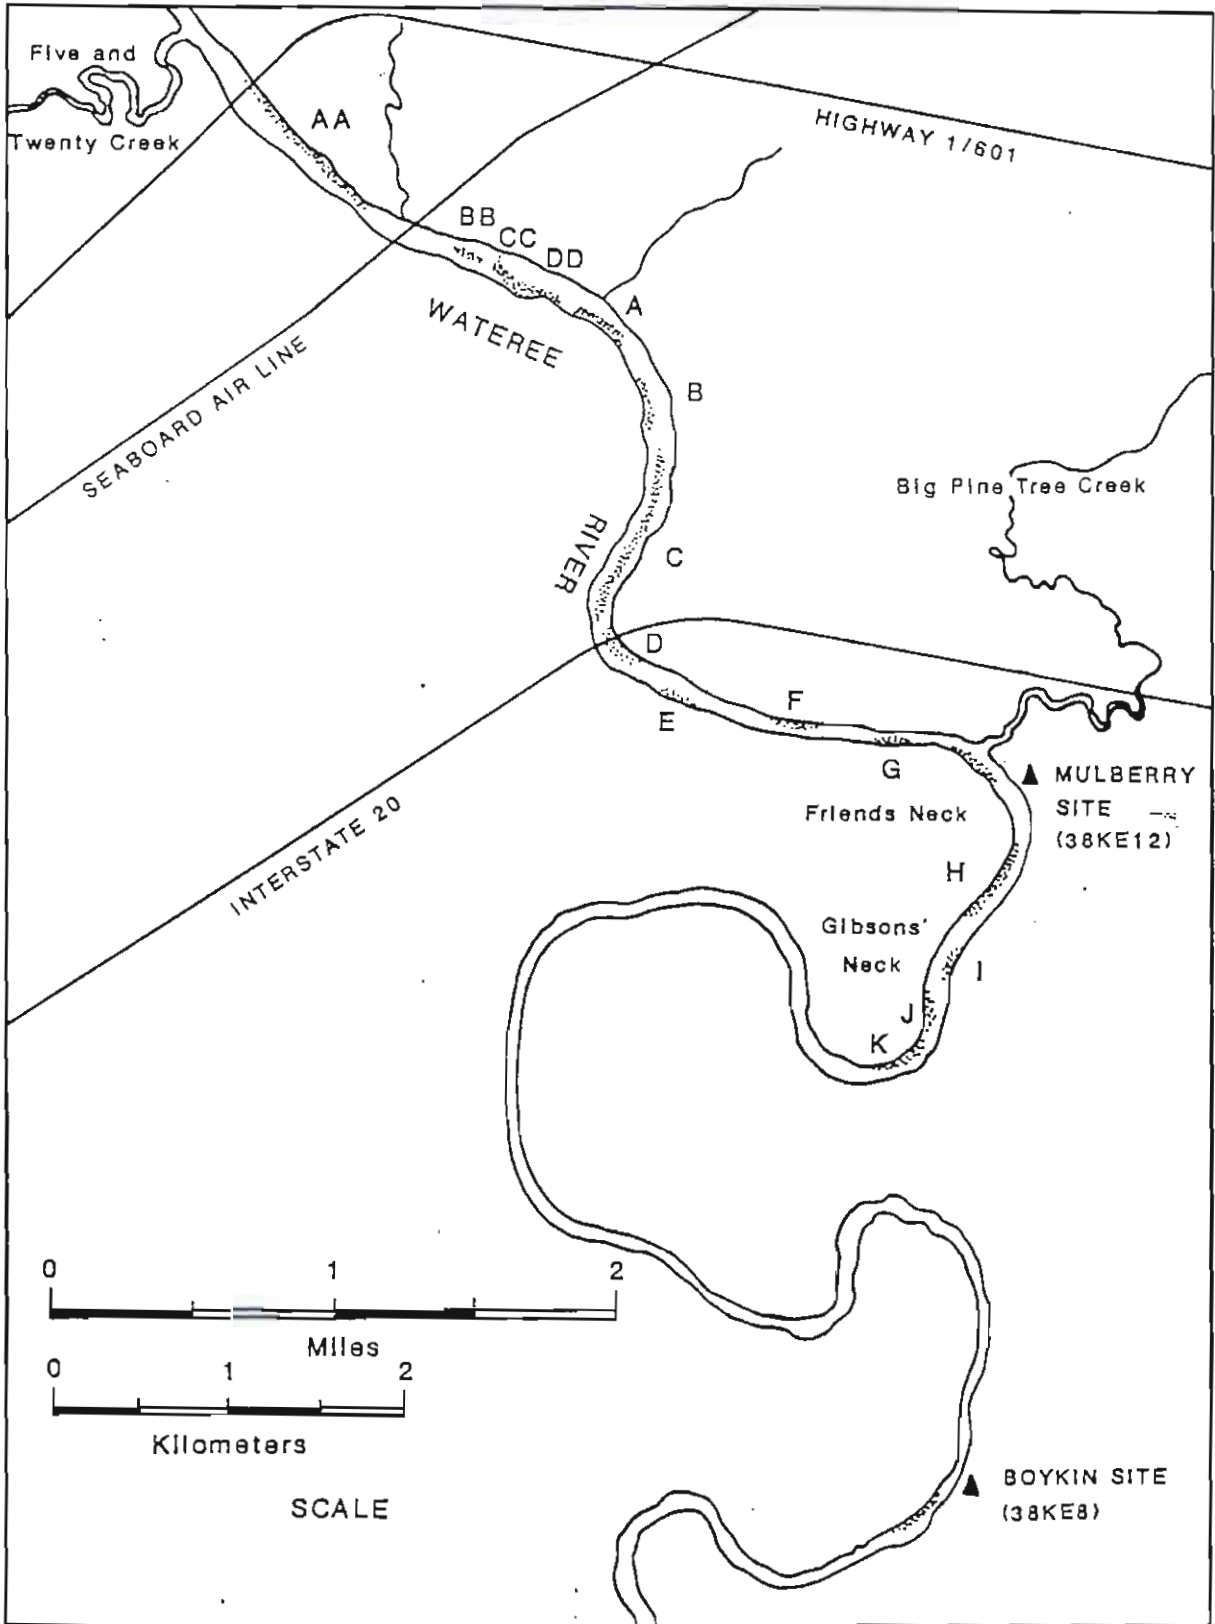 Five and
Twenty Creek
AA
HIGHWAY 1/601
BB
CC
DD
A
WATEREE
B
SEABOARD AIR LINE
Big Pine Tree Creek
RIVER
C
D
F
E
G
MULBERRY
SITE
(38KE12)
Friends Neck
INTERSTATE 20
H
Gibsons'
Neck
I
J
K
0 1 2
Miles
0 1 2
Kilometers
SCALE
BOYKIN SITE
(38KE8)